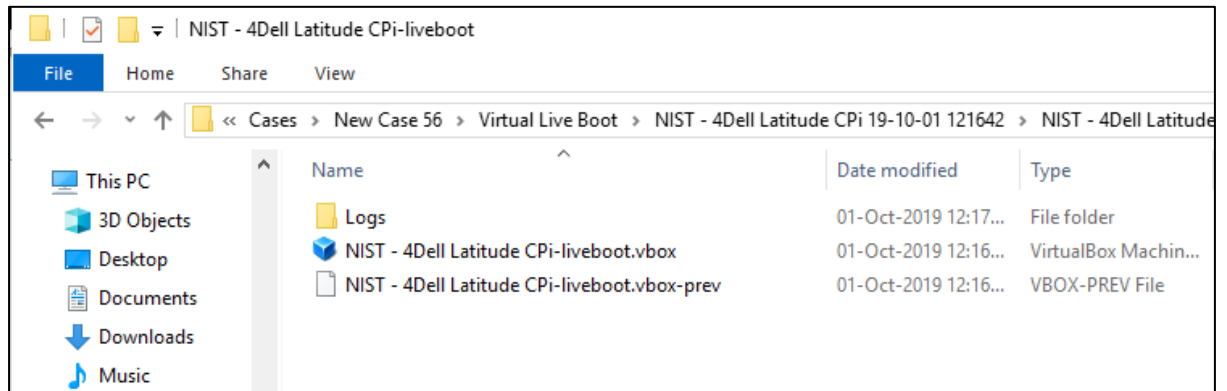 NIST - 4Dell Latitude CPi-liveboot
File Home Share View
« Cases > New Case 56 > Virtual Live Boot > NIST - 4Dell Latitude CPi 19-10-01 121642 > NIST - 4Dell Latitude
This PC
3D Objects
Desktop
Documents
Downloads
Music
Name Date modified Type
Logs 01-Oct-2019 12:17... File folder
NIST - 4Dell Latitude CPi-liveboot.vbox 01-Oct-2019 12:16... VirtualBox Machin...
NIST - 4Dell Latitude CPi-liveboot.vbox-prev 01-Oct-2019 12:16... VBOX-PREV File